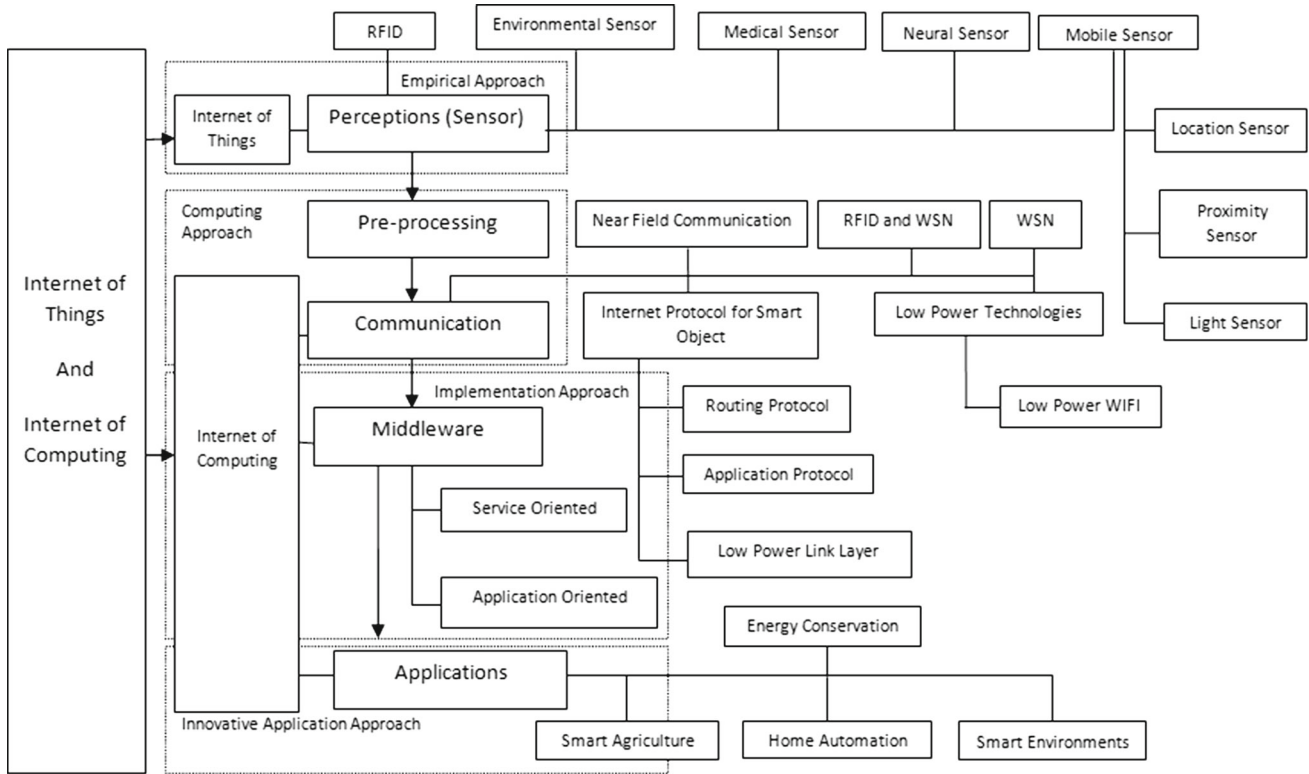 RFID
Environmental Sensor
Medical Sensor
Neural Sensor
Mobile Sensor
Empirical Approach
Internet of
Things
Perceptions (Sensor)
Location Sensor
Computing
Approach
Pre-processing
Near Field Communication
RFID and WSN
WSN
Proximity
Sensor
Internet of
Things
And
Internet of
Computing
Communication
Internet Protocol for Smart
Object
Low Power Technologies
Light Sensor
Implementation Approach
Internet of
Computing
Middleware
Routing Protocol
Low Power WIFI
Application Protocol
Service Oriented
Low Power Link Layer
Application Oriented
Energy Conservation
Applications
Innovative Application Approach
Smart Agriculture
Home Automation
Smart Environments